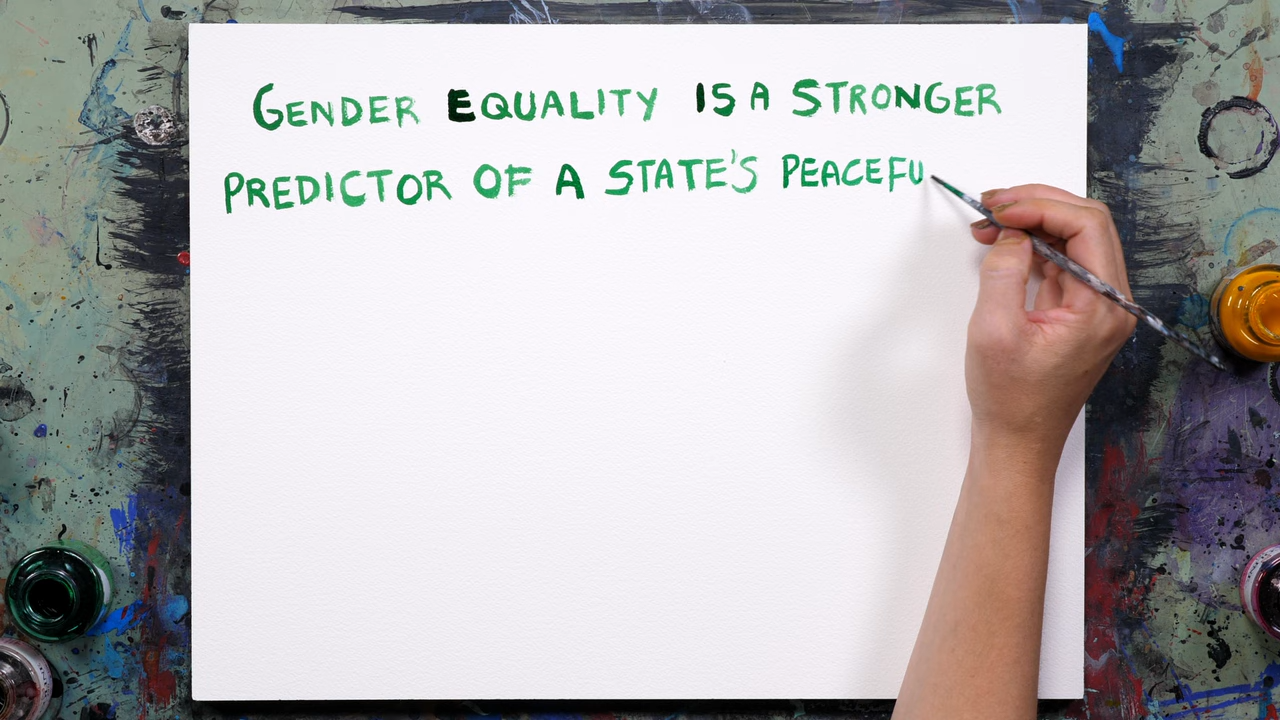 GENDER EQUALITY IS A STRONGER
PREDICTOR OF A STATE'S PEACEFU